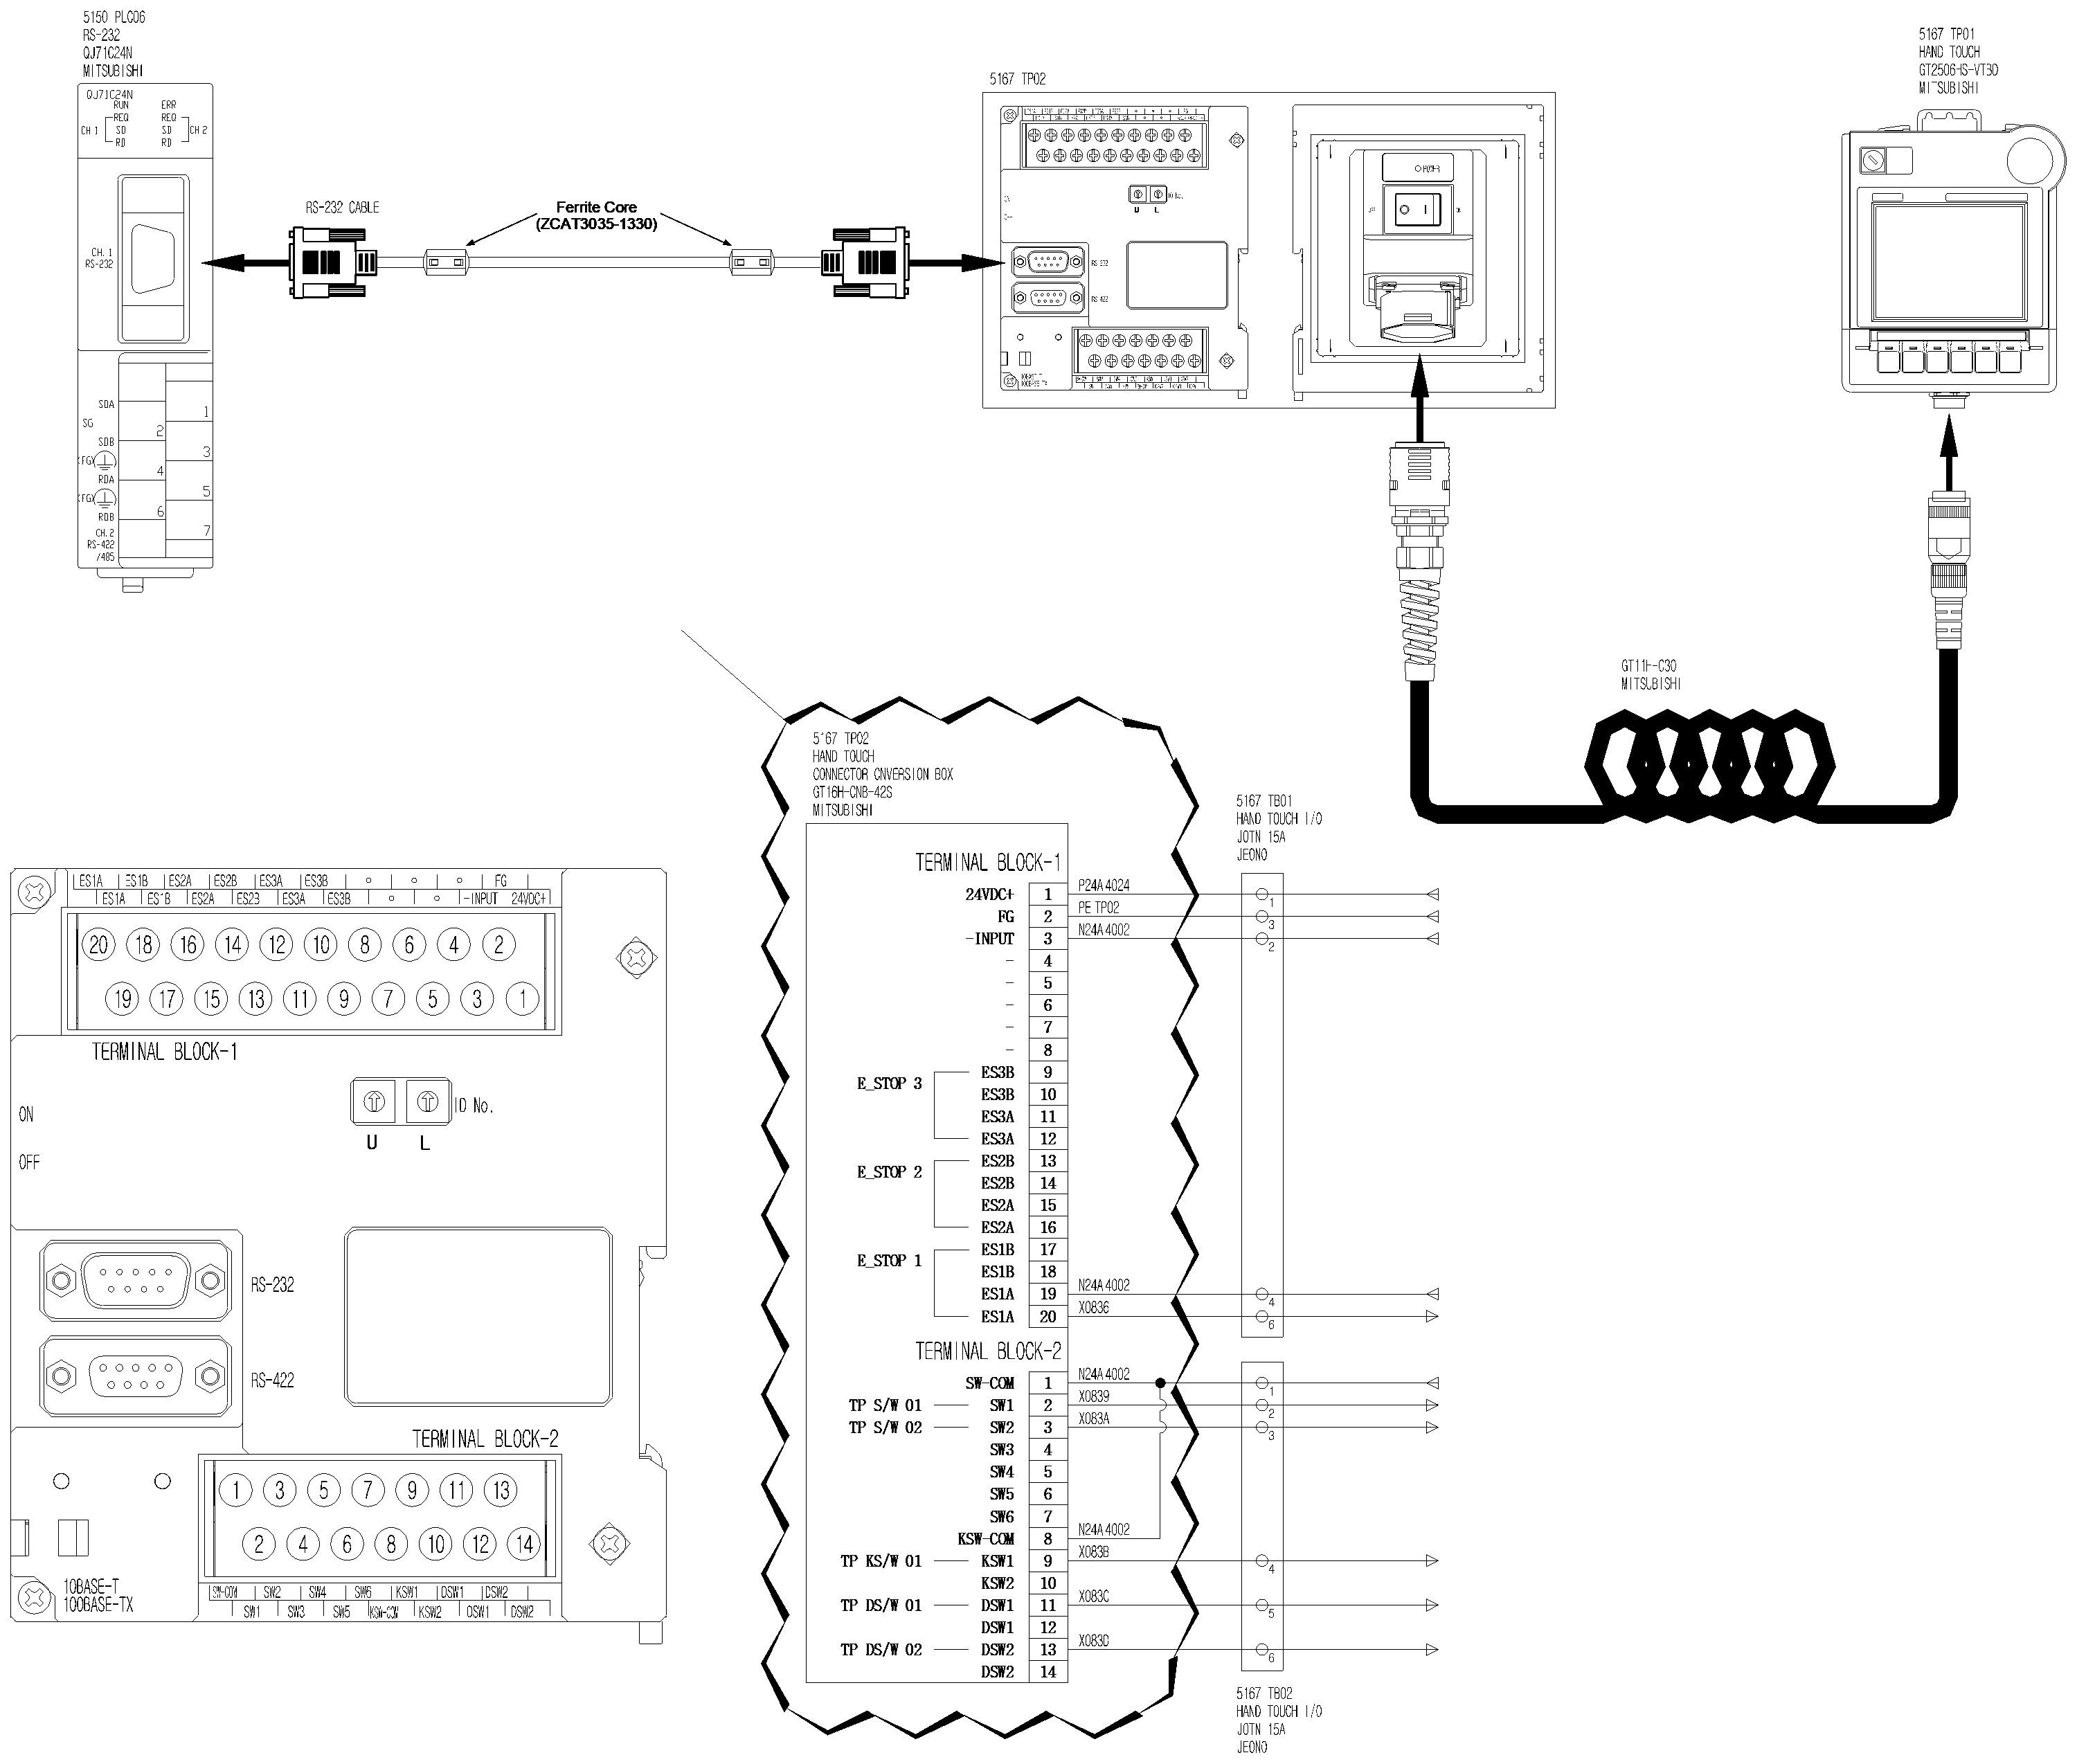 5150 PLC06
RS-232
QJ71C24N
MITSUBISHI
QJ71C24N
RUN ERR
REQ REQ
CH 1 SD SD CH 2
RD RD
CH. 1
RS-232
SDA
SG
SDB
(FG)
RDA
(FG)
RDB
CH. 2
RS-422
/485
1
2
3
4
5
6
7
RS-232 CABLE
Ferrite Core
(ZCAT3035-1330)
5167 TP02
U L
RS-232
RS-422
POWER
5167 TP01
HAND TOUCH
GT2506HS-VTBD
MITSUBISHI
GT11H-C30
MITSUBISHI
ES1A ES1B ES2A ES2B ES3A ES3B FG
ES1A ES1B ES2A ES2B ES3A ES3B -INPUT 24VDC+
20 18 16 14 12 10 8 6 4 2
19 17 15 13 11 9 7 5 3 1
TERMINAL BLOCK-1
ON
OFF
ID No.
U L
RS-232
RS-422
TERMINAL BLOCK-2
1 3 5 7 9 11 13
2 4 6 8 10 12 14
10BASE-T
100BASE-TX
SW-COM SW2 SW4 SW6 KSW1 DSW1 DSW2
SW1 SW3 SW5 KSW-COM KSW2 DSW1 DSW2
5167 TP02
HAND TOUCH
CONNECTOR CNVERSION BOX
GT16H-CNB-42S
MITSUBISHI
TERMINAL BLOCK-1
24VDC+ 1 P24A4024 1
FG 2 PE TP02 3
-INPUT 3 N24A4002 2
- 4
- 5
- 6
- 7
- 8
ES3B 9
E_STOP 3
ES3B 10
ES3A 11
ES3A 12
ES2B 13
E_STOP 2
ES2B 14
ES2A 15
ES2A 16
ES1B 17
E_STOP 1
ES1B 18
ES1A 19 N24A4002 4
ES1A 20 X0836 6
TERMINAL BLOCK-2
SW-COM 1 N24A4002 1
TP S/W 01 SW1 2 X0839 2
TP S/W 02 SW2 3 X083A 3
SW3 4
SW4 5
SW5 6
SW6 7
KSW-COM 8 N24A4002
TP KS/W 01 KSW1 9 X083B 4
KSW2 10
TP DS/W 01 DSW1 11 X083C 5
DSW1 12
TP DS/W 02 DSW2 13 X083D 6
DSW2 14
5167 TB01
HAND TOUCH I/O
JOTN 15A
JEONO
5167 TB02
HAND TOUCH I/O
JOTN 15A
JEONO